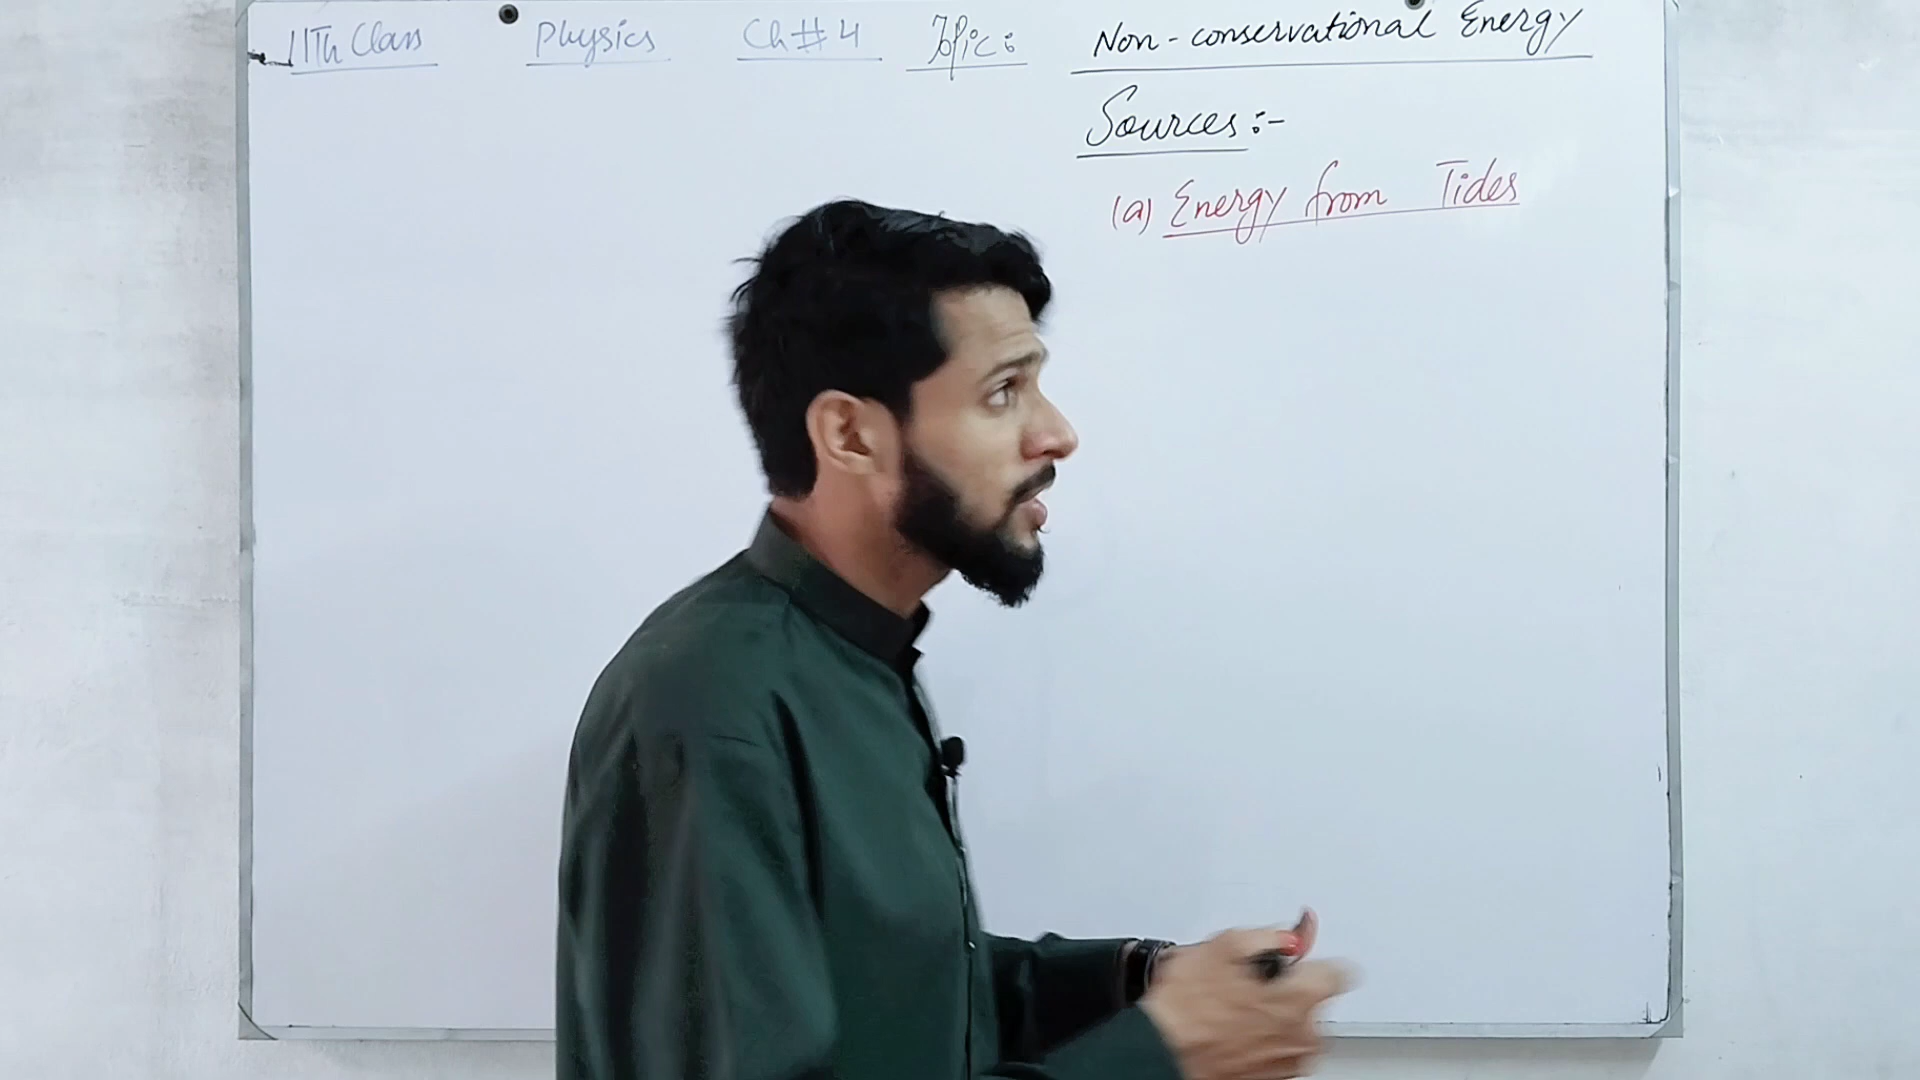 11Th Class Physics Ch#4 Topic: Non-conservational Energy
Sources:-
(a) Energy from Tides